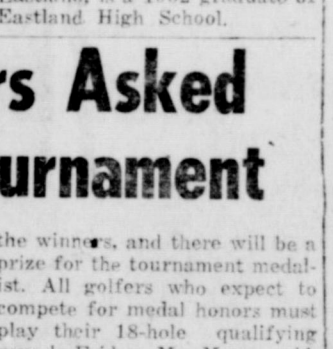 Eastland High School.
's Asked
urnament
the winners, and there will be a
prize for the tournament medal-
ist. All golfers who expect to
compete for medal honors must
play their 18-hole qualifying